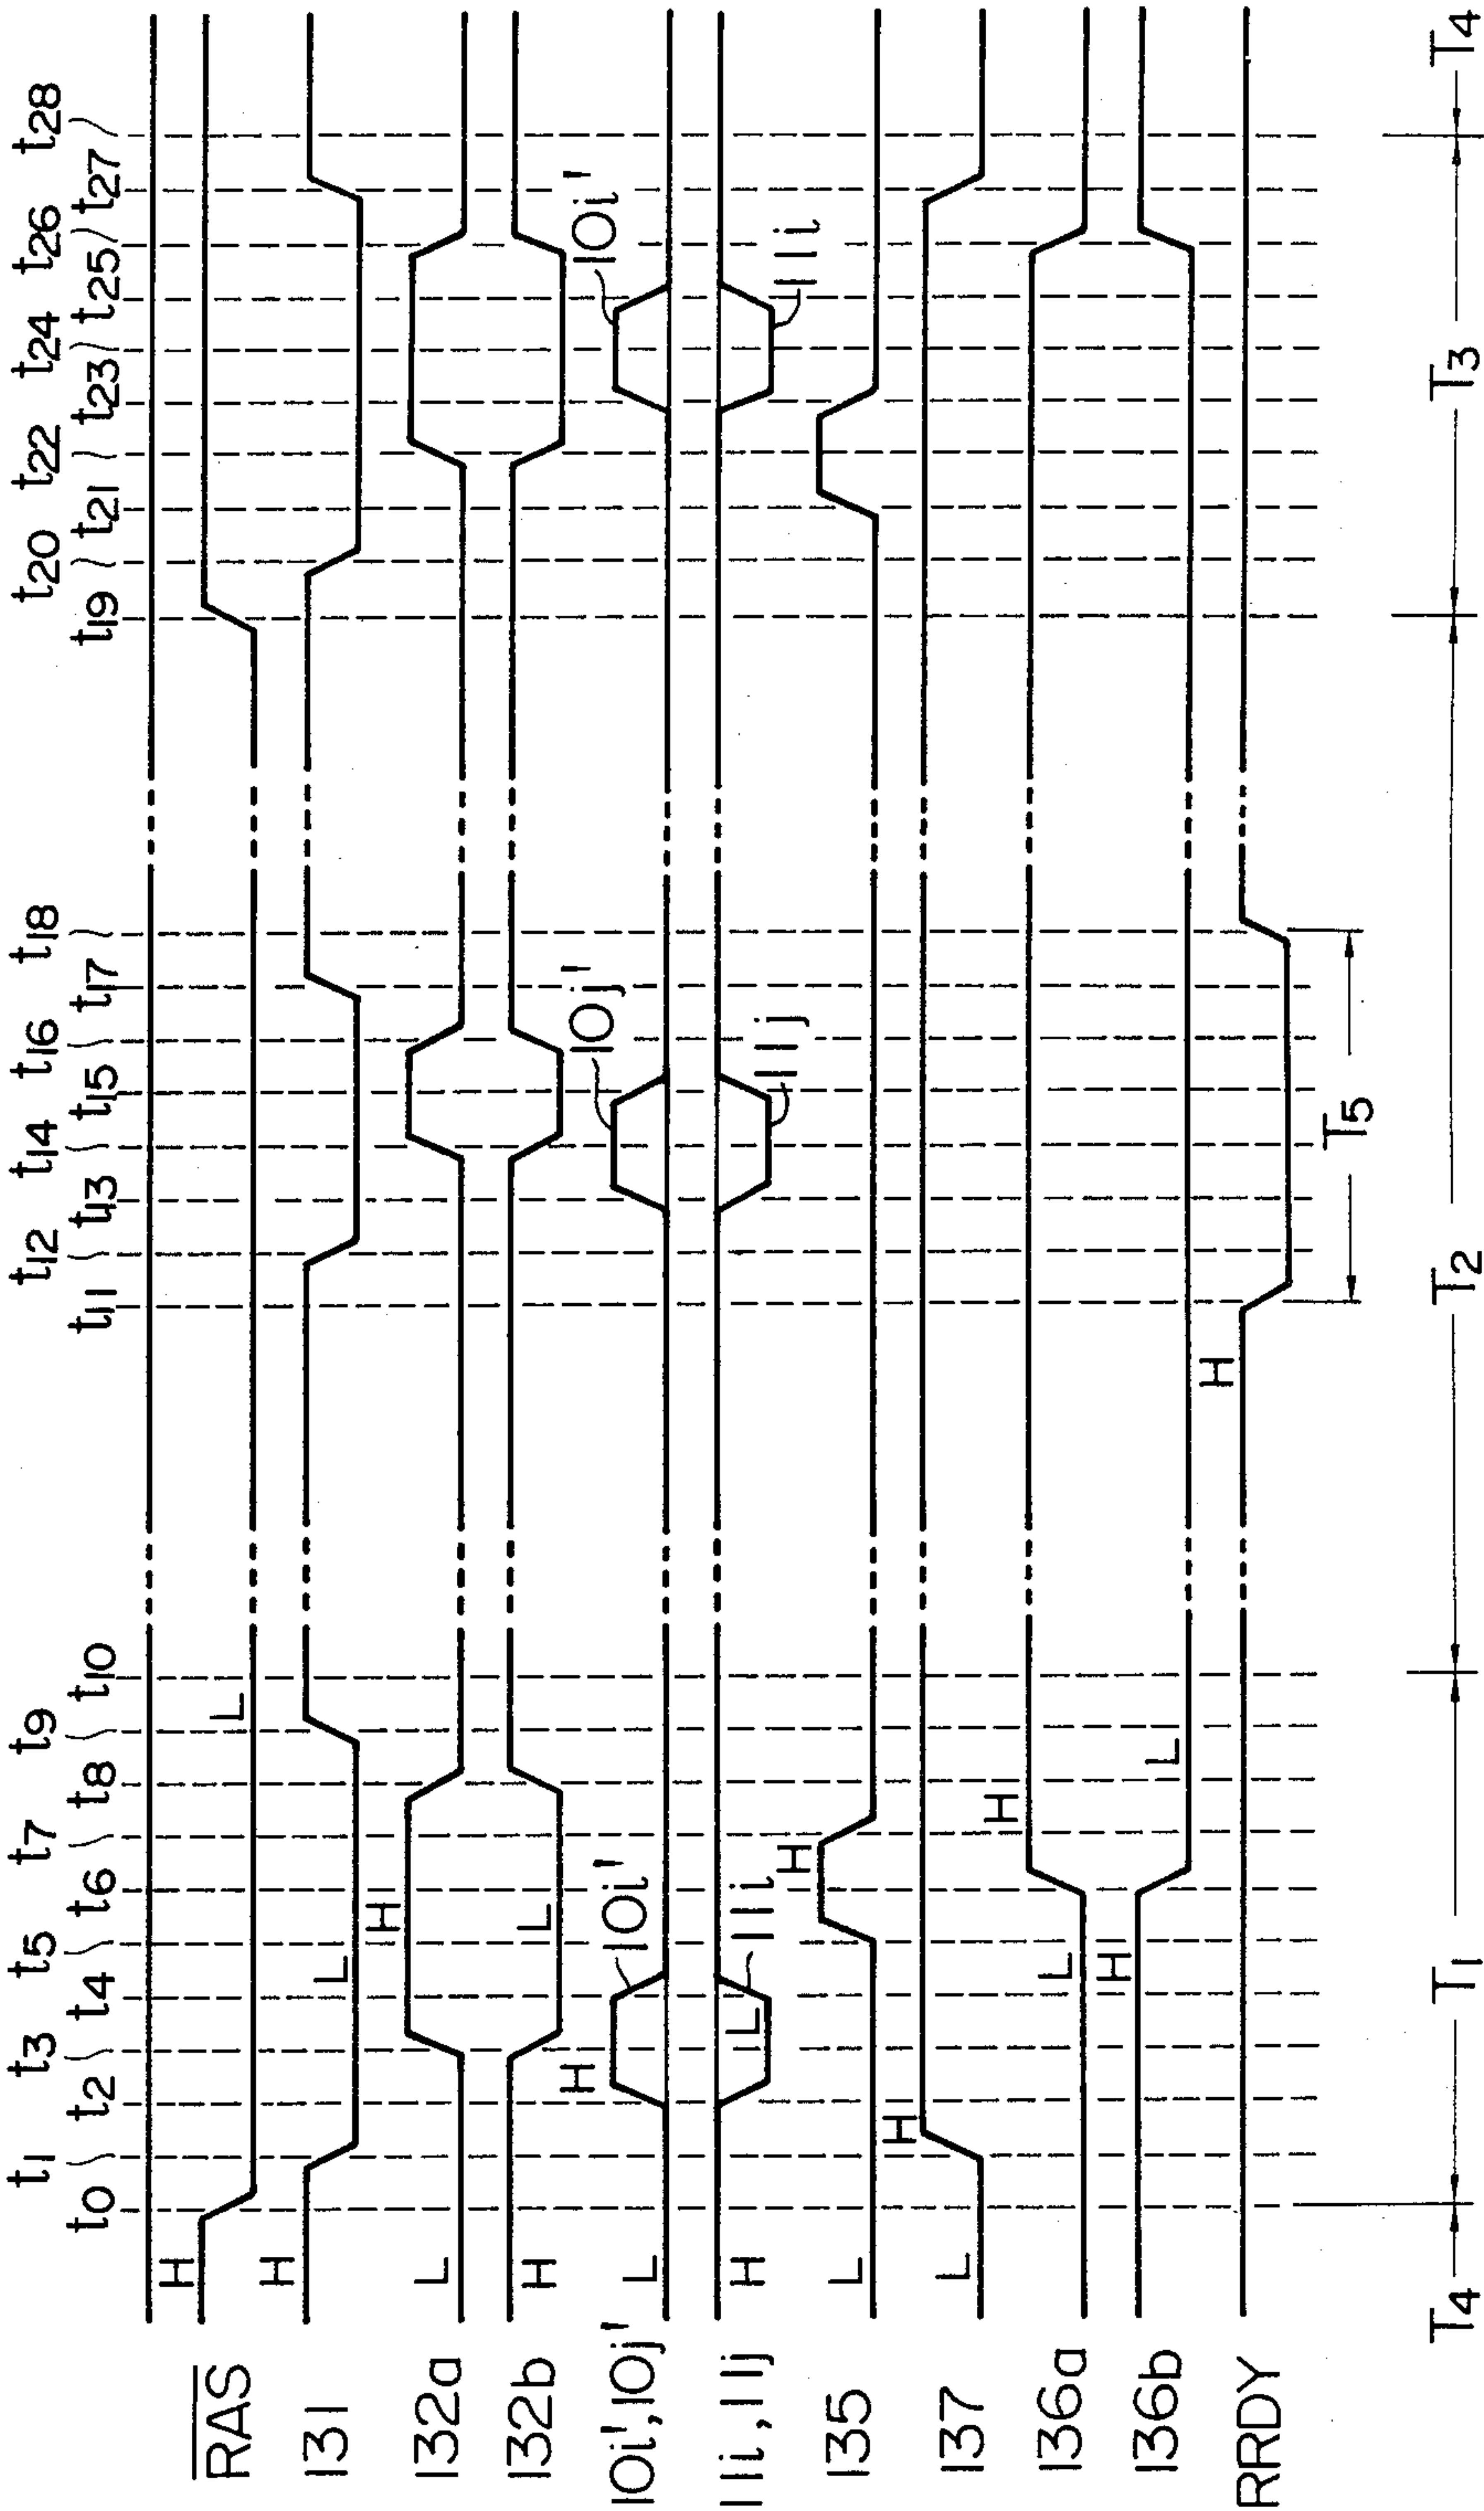 t1 t3 t5 t7 t9 t12 t14 t16 t18 t20 t22 t24 t26 t28
t0 t2 t4 t6 t8 t10 t11 t13 t15 t17 t19 t21 t23 t25 t27
RAS H L
131 H L
132a L H
132b H L
10i',10j' L H 10i' 10j' 10i'
11i,11j H L 11i 11j 11i
135 L H
137 L H
136a L H
136b H L
RRDY H
T5
T4 T1 T2 T3 T4